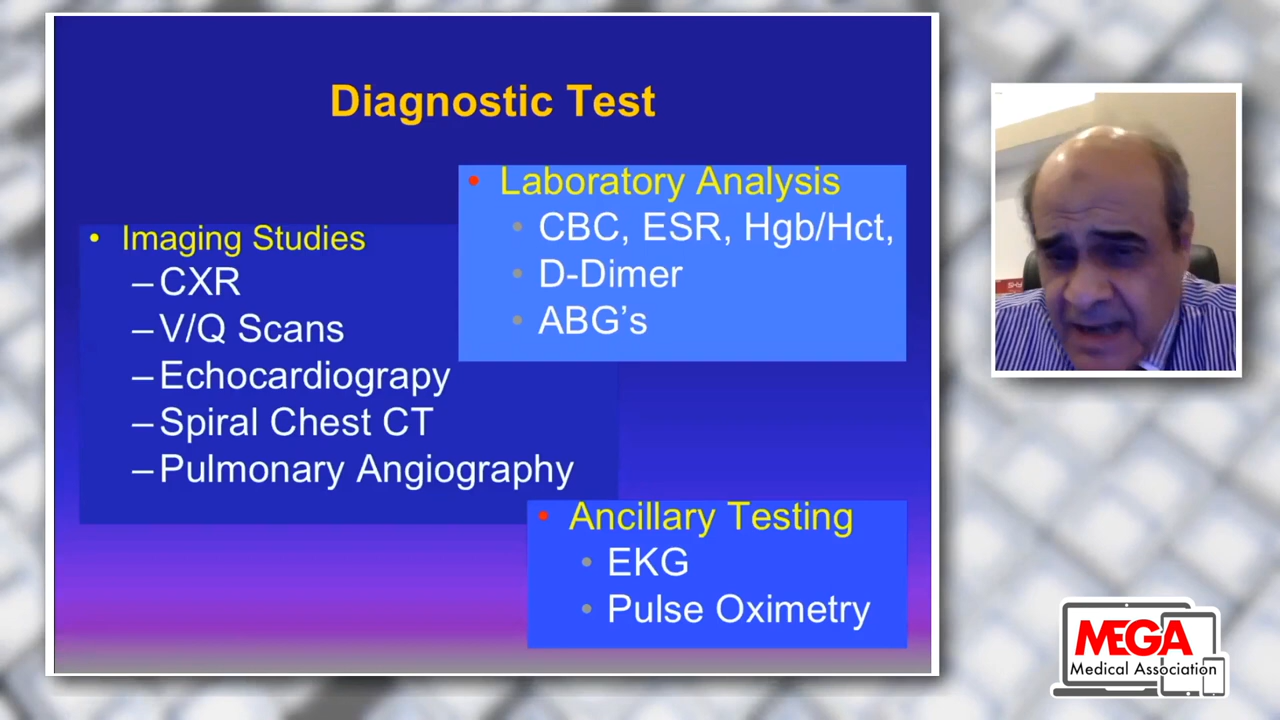 Diagnostic Test
• Imaging Studies
–CXR
–V/Q Scans
–Echocardiograpy
–Spiral Chest CT
–Pulmonary Angiography
• Laboratory Analysis
• CBC, ESR, Hgb/Hct,
• D-Dimer
• ABG’s
• Ancillary Testing
• EKG
• Pulse Oximetry
MEGA
Medical Association